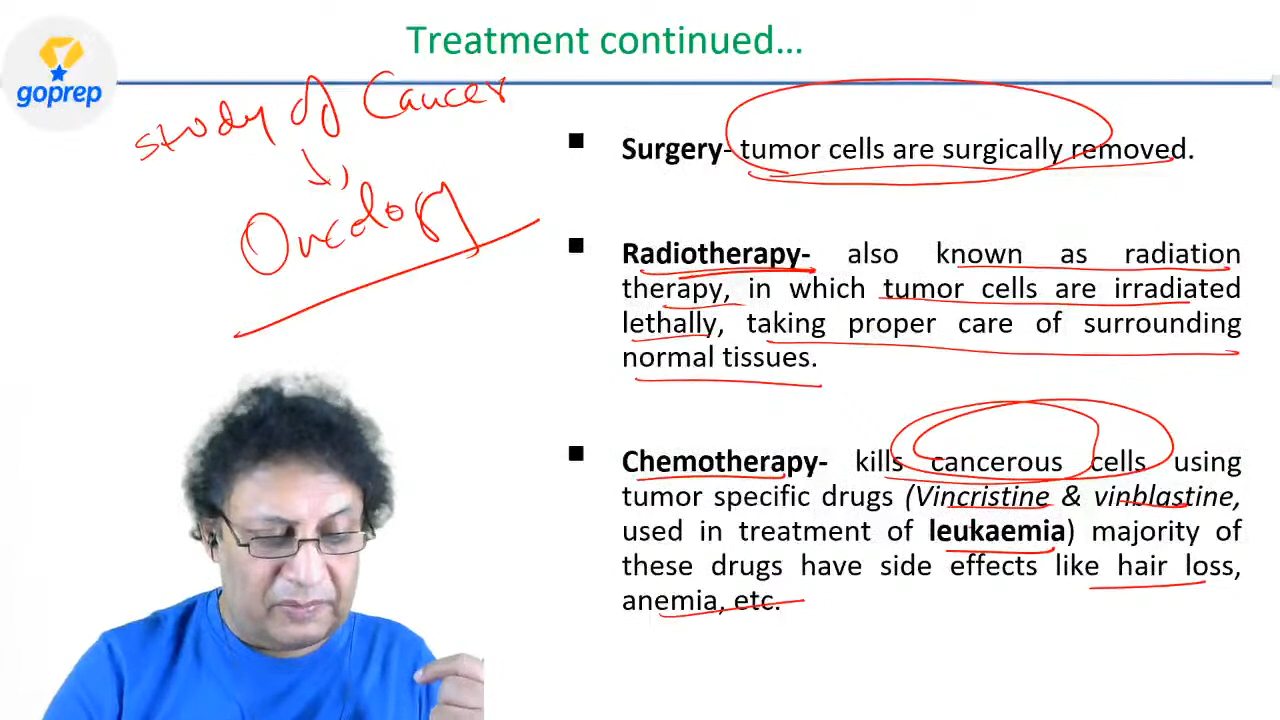 Treatment continued...
goprep
study of Cancer
Oncology
▪ Surgery- tumor cells are surgically removed.
▪ Radiotherapy- also known as radiation
therapy, in which tumor cells are irradiated
lethally, taking proper care of surrounding
normal tissues.
▪ Chemotherapy- kills cancerous cells using
tumor specific drugs (Vincristine & vinblastine,
used in treatment of leukaemia) majority of
these drugs have side effects like hair loss,
anemia, etc.